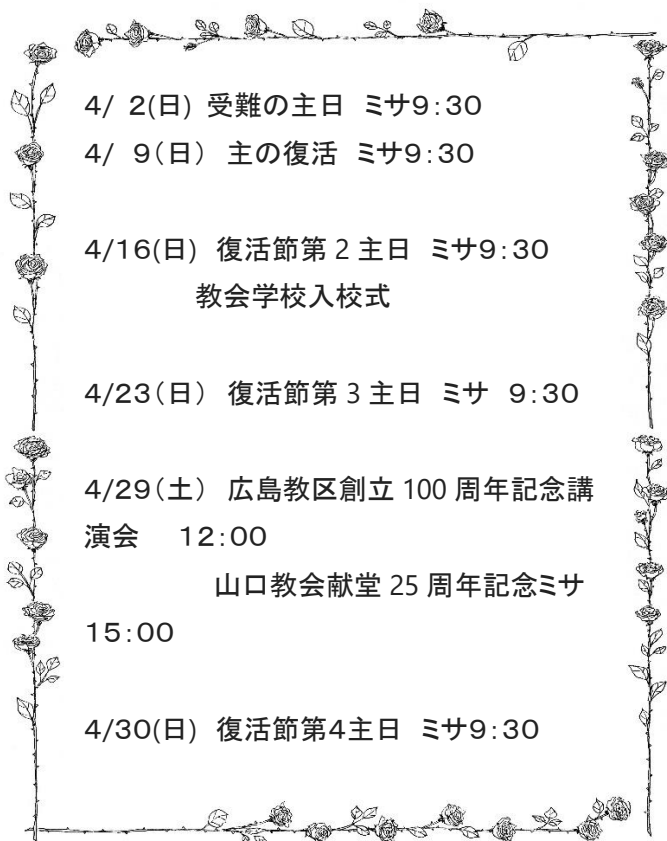 4/ 2(日) 受難の主日 ミサ9:30
4/ 9(日) 主の復活 ミサ9:30
4/16(日) 復活節第2主日 ミサ9:30
教会学校入校式
4/23(日) 復活節第3主日 ミサ 9:30
4/29(土) 広島教区創立100周年記念講
演会 12:00
山口教会献堂25周年記念ミサ
15:00
4/30(日) 復活節第4主日 ミサ9:30